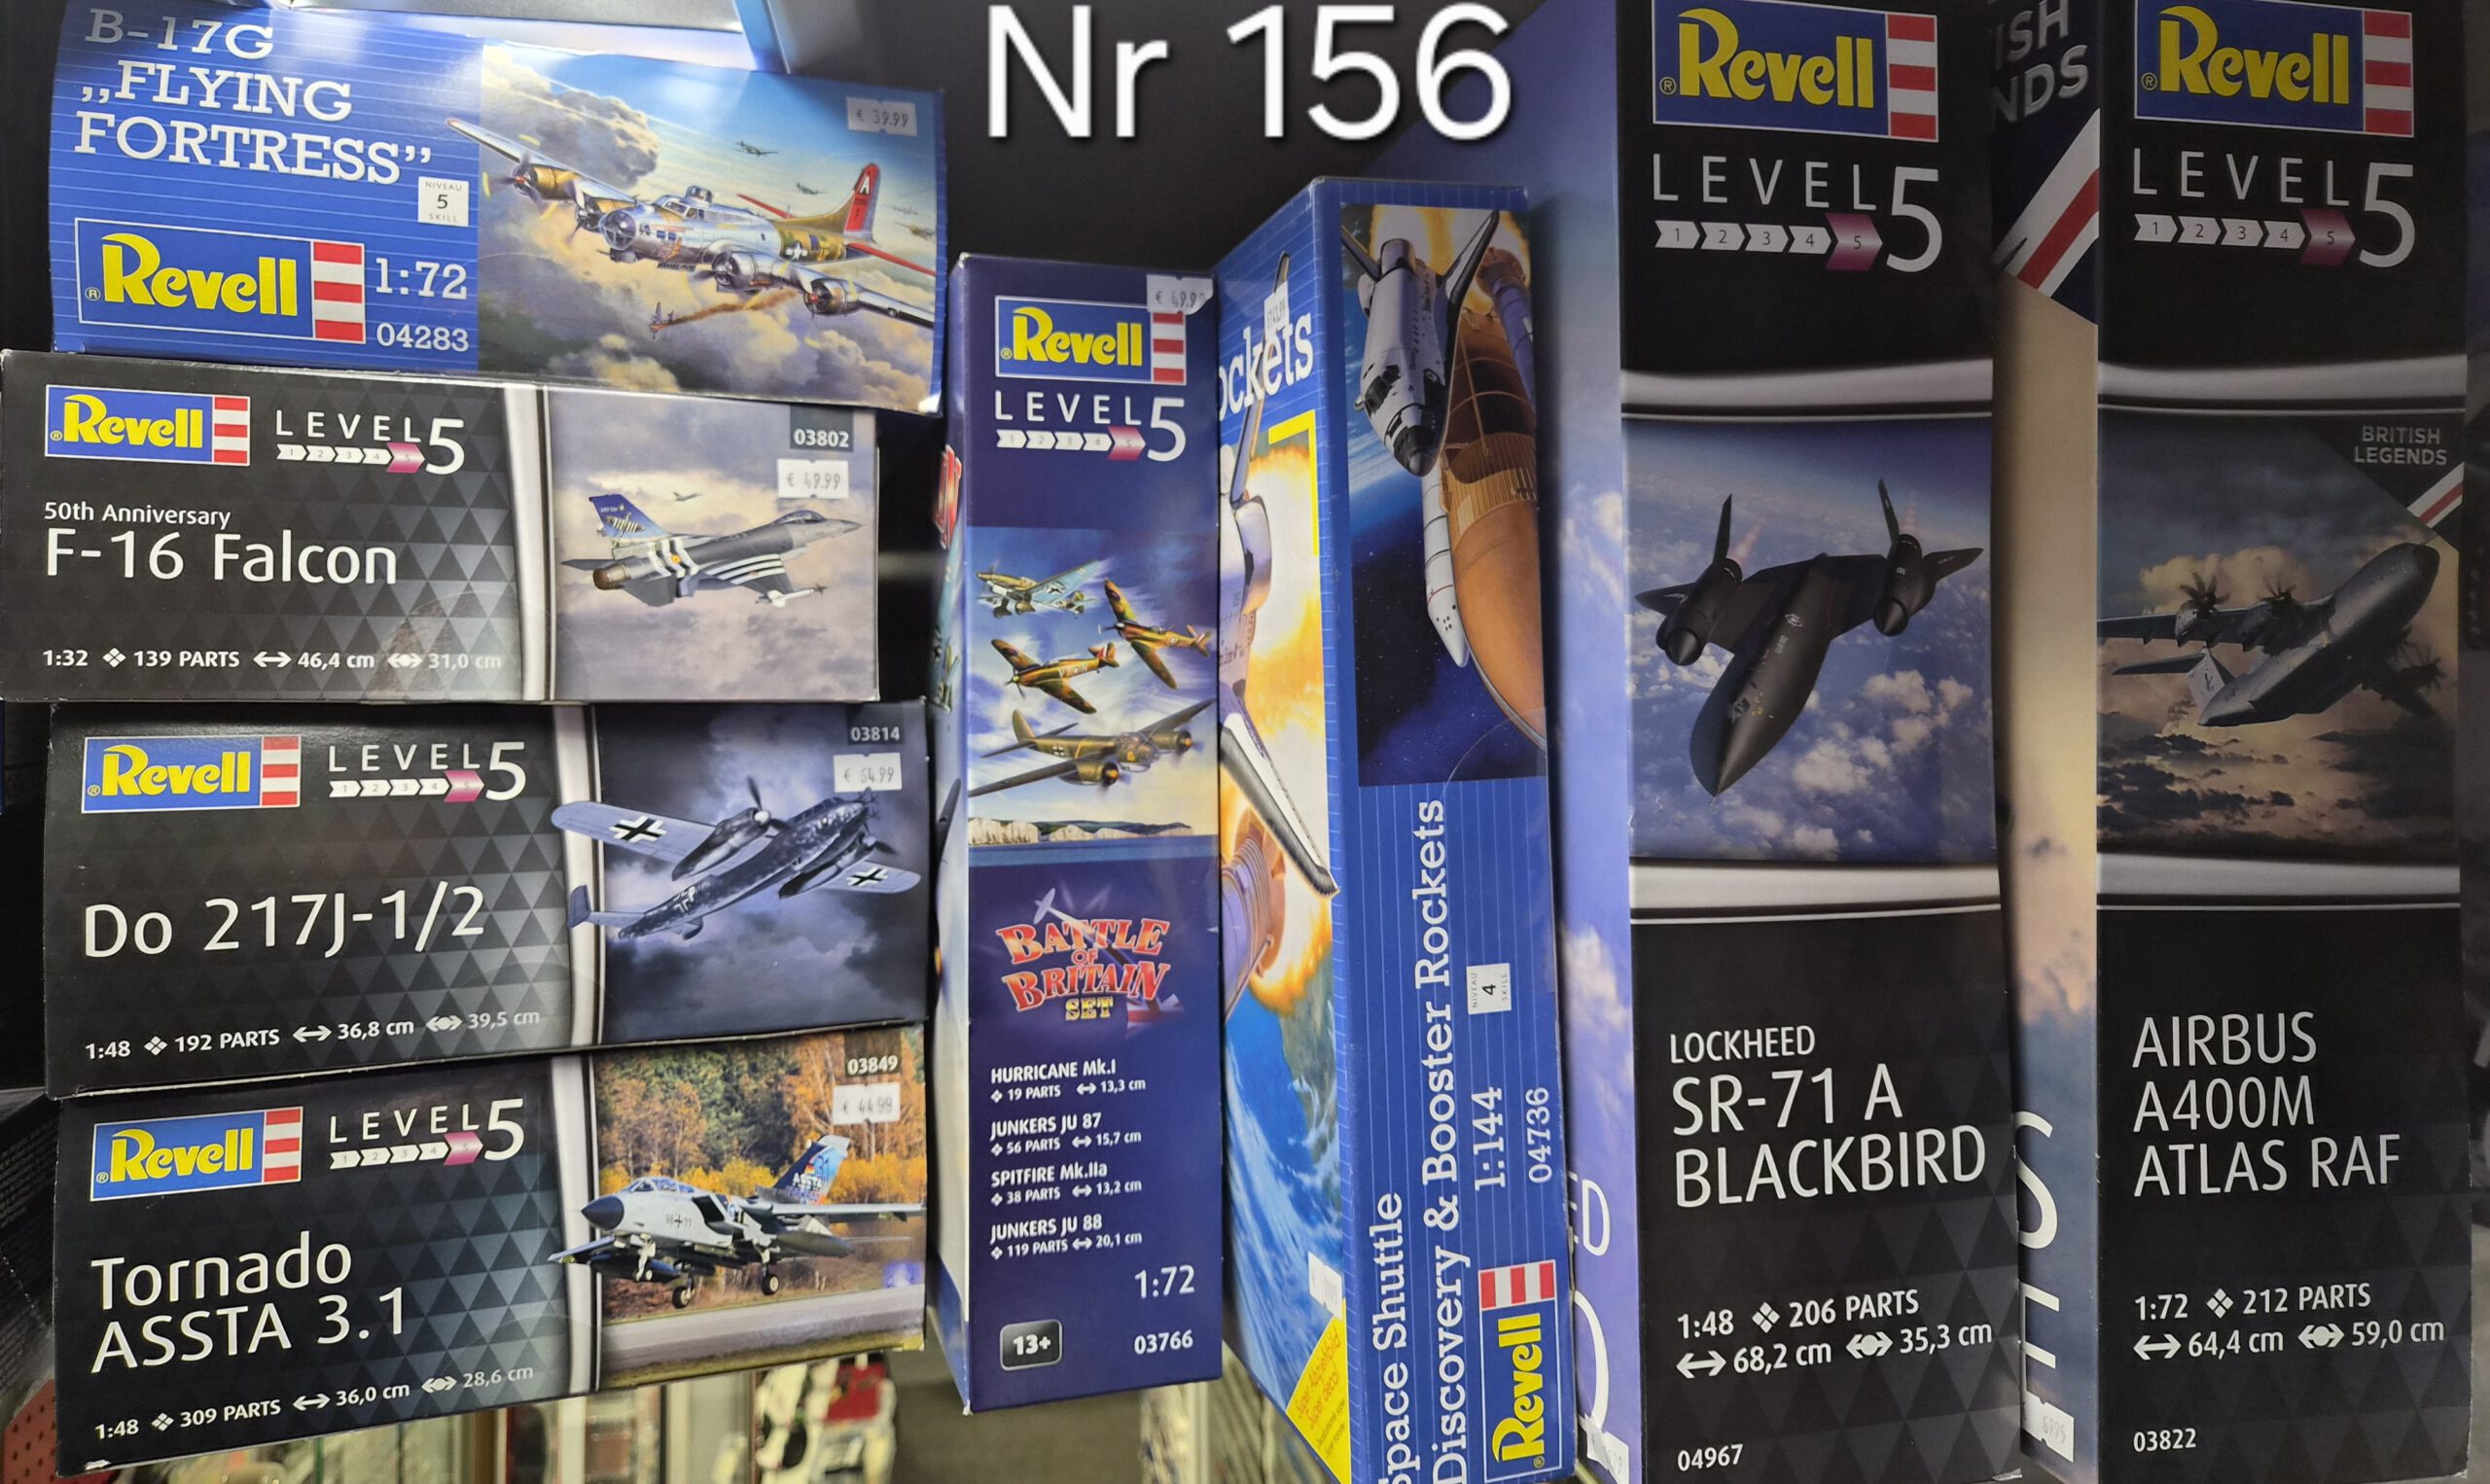 Nr 156
B-17G
„FLYING
FORTRESS”
NIVEAU
5
SKILL
Revell
1:72
04283
€ 39.99
Revell
LEVEL 5
1 2 3 4 5
03802
€ 49.99
50th Anniversary
F-16 Falcon
1:32 139 PARTS 46,4 cm 31,0 cm
Revell
LEVEL 5
1 2 3 4 5
03814
€ 64.99
Do 217J-1/2
1:48 192 PARTS 36,8 cm 39,5 cm
Revell
LEVEL 5
1 2 3 4 5
03849
€ 44.99
ASSTA
98+77
Tornado
ASSTA 3.1
1:48 309 PARTS 36,0 cm 28,6 cm
€ 49.99
Revell
LEVEL 5
1 2 3 4 5
BATTLE
OF
BRITAIN
SET
HURRICANE Mk.I
19 PARTS 13,3 cm
JUNKERS JU 87
56 PARTS 15,7 cm
SPITFIRE Mk.IIa
38 PARTS 13,2 cm
JUNKERS JU 88
119 PARTS 20,1 cm
1:72
13+
03766
ockets
Space Shuttle
Discovery & Booster Rockets
NIVEAU
4
SKILL
1:144
04736
Revell
ED
Revell
LEVEL 5
1 2 3 4 5
LOCKHEED
SR-71 A
BLACKBIRD
1:48 206 PARTS
68,2 cm 35,3 cm
04967
ISH
NDS
Revell
LEVEL 5
1 2 3 4 5
BRITISH
LEGENDS
AIRBUS
A400M
ATLAS RAF
1:72 212 PARTS
64,4 cm 59,0 cm
03822